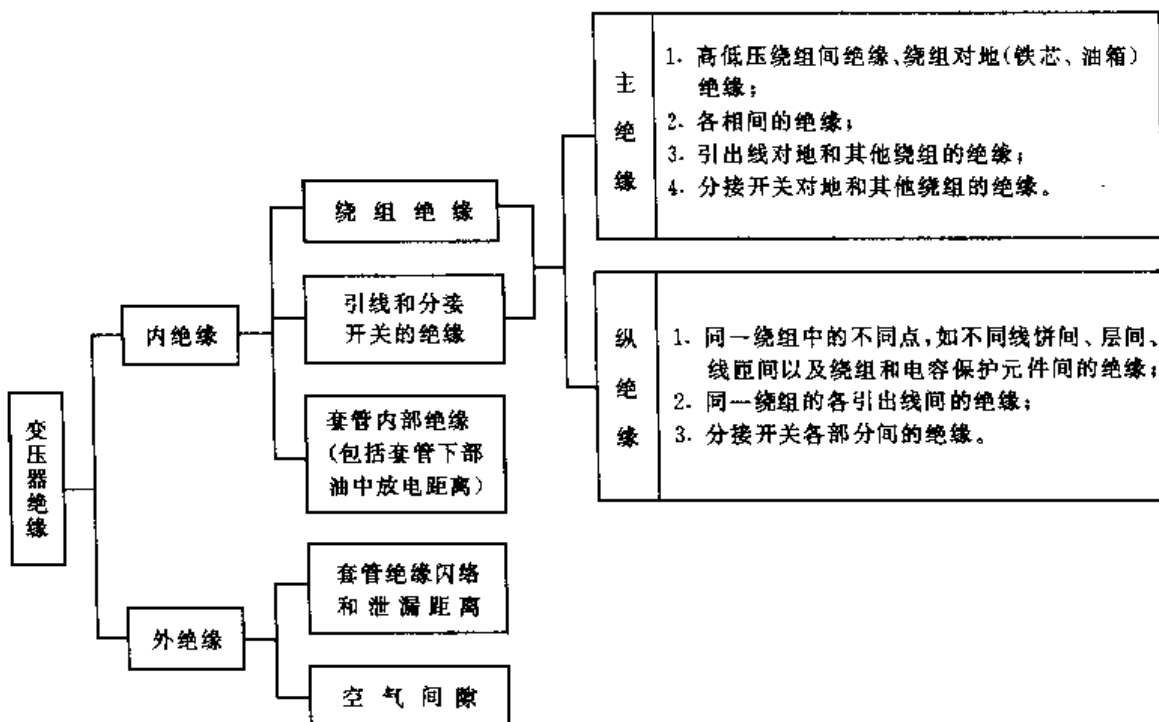 变压器绝缘
内绝缘
外绝缘
绕组绝缘
引线和分接
开关的绝缘
套管内部绝缘
(包括套管下部
油中放电距离)
套管绝缘闪络
和泄漏距离
空气间隙
主绝缘
1. 高低压绕组间绝缘、绕组对地(铁芯、油箱)
绝缘;
2. 各相间的绝缘;
3. 引出线对地和其他绕组的绝缘;
4. 分接开关对地和其他绕组的绝缘。
纵绝缘
1. 同一绕组中的不同点,如不同线饼间、层间、
线匝间以及绕组和电容保护元件间的绝缘;
2. 同一绕组的各引出线间的绝缘;
3. 分接开关各部分间的绝缘。